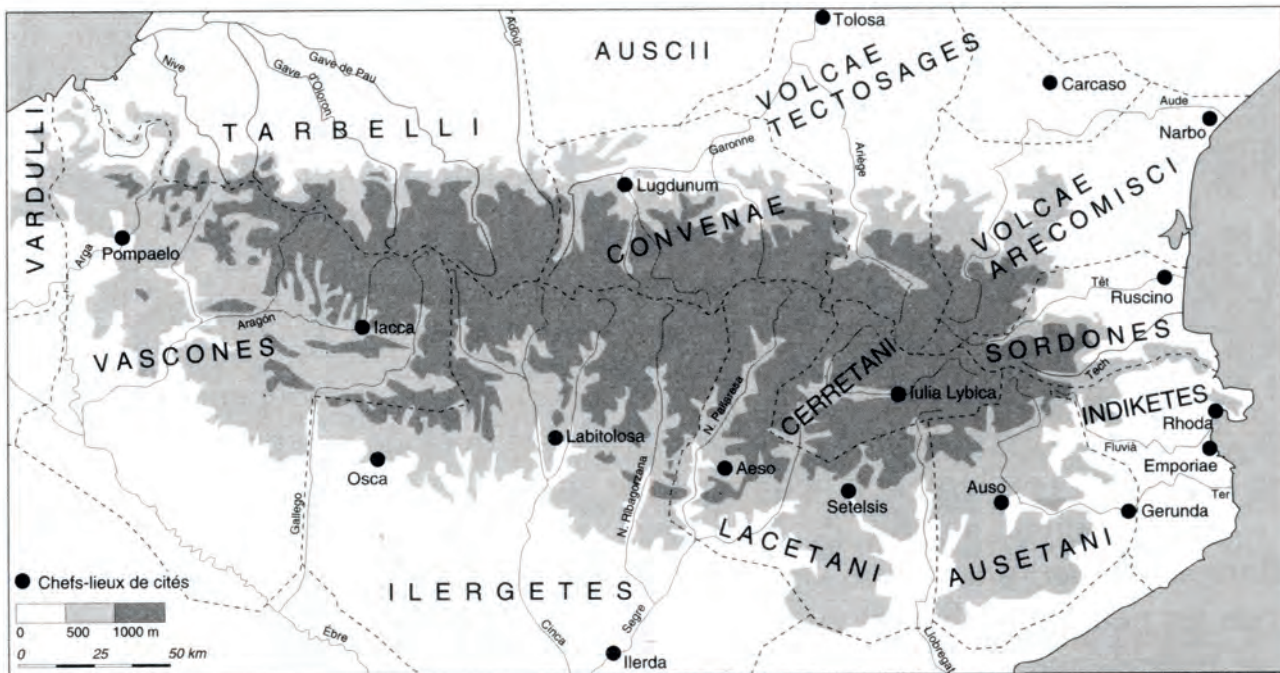 Tolosa
Adour
AUSCII
Nive
Gave de Pau
Gave d'Oloron
VOLCAE
TECTOSAGES
Carcaso
Aude
Narbo
VARDULLI
TARBELLI
Garonne
Ariège
Lugdunum
CONVENAE
VOLCAE
ARECOMISCI
Pompaelo
Arga
Têt
Ruscino
Aragón
Iacca
VASCONES
SORDONES
Tech
CERRETANI
Iulia Lybica
INDIKETES
Rhoda
N. Palleresa
Labitolosa
Fluvià
Emporiae
Osca
Aeso
Setelsis
Auso
Ter
Gerunda
Gallego
N. Ribagorzana
LACETANI
AUSETANI
Chefs-lieux de cités
ILERGETES
0 500 1000 m
Èbre
Cinca
Segre
Llobregat
0 25 50 km
Ilerda